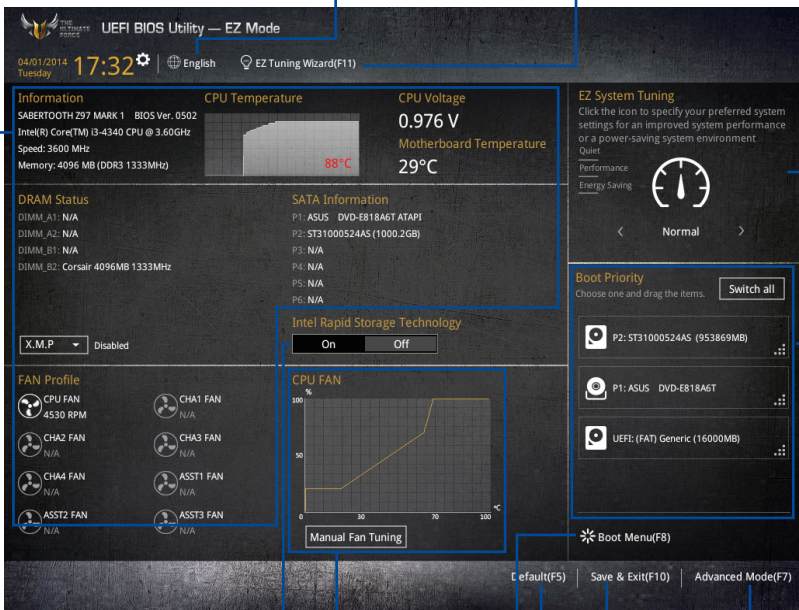 THE
ULTIMATE
FORCE
UEFI BIOS Utility — EZ Mode
04/01/2014
Tuesday
17:32
English
EZ Tuning Wizard(F11)
Information
SABERTOOTH Z97 MARK 1 BIOS Ver. 0502
Intel(R) Core(TM) i3-4340 CPU @ 3.60GHz
Speed: 3600 MHz
Memory: 4096 MB (DDR3 1333MHz)
CPU Temperature
88°C
CPU Voltage
0.976 V
Motherboard Temperature
29°C
EZ System Tuning
Click the icon to specify your preferred system
settings for an improved system performance
or a power-saving system environment
Quiet
Performance
Energy Saving
Normal
DRAM Status
DIMM_A1: N/A
DIMM_A2: N/A
DIMM_B1: N/A
DIMM_B2: Corsair 4096MB 1333MHz
X.M.P
Disabled
SATA Information
P1: ASUS DVD-E818A6T ATAPI
P2: ST31000524AS (1000.2GB)
P3: N/A
P4: N/A
P5: N/A
P6: N/A
Intel Rapid Storage Technology
On
Off
Boot Priority
Choose one and drag the items.
Switch all
P2: ST31000524AS (953869MB)
P1: ASUS DVD-E818A6T
UEFI: (FAT) Generic (16000MB)
FAN Profile
CPU FAN
4530 RPM
CHA1 FAN
N/A
CHA2 FAN
N/A
CHA3 FAN
N/A
CHA4 FAN
N/A
ASST1 FAN
N/A
ASST2 FAN
N/A
ASST3 FAN
N/A
CPU FAN
%
100
50
0
30
70
100
°C
Manual Fan Tuning
Boot Menu(F8)
Default(F5)
Save & Exit(F10)
Advanced Mode(F7)